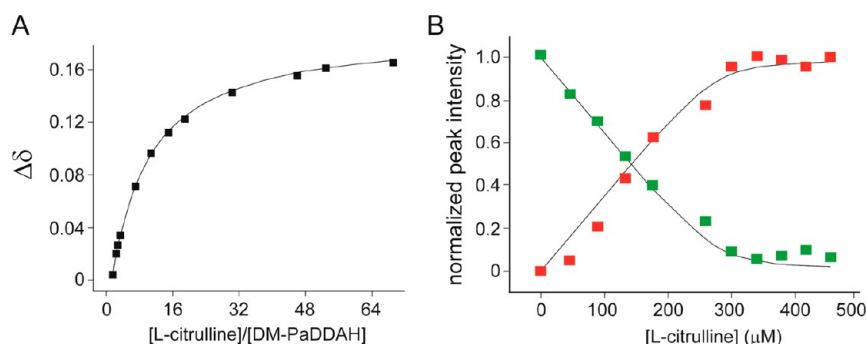 A
Δδ
0.16
0.12
0.08
0.04
0
0 16 32 48 64
[L-citrulline]/[DM-PaDDAH]
B
normalized peak intensity
1.0
0.8
0.6
0.4
0.2
0
0 100 200 300 400 500
[L-citrulline] (μM)